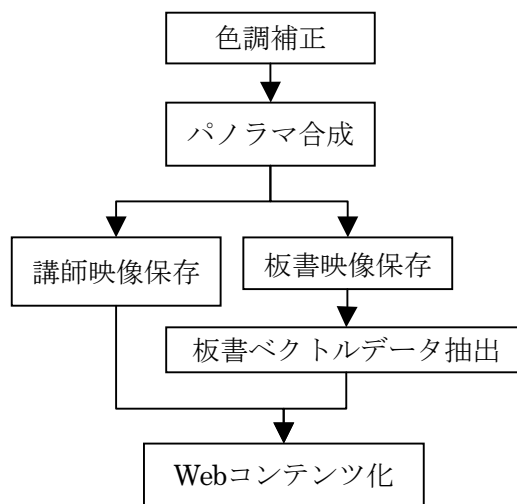 色調補正
パノラマ合成
講師映像保存
板書映像保存
板書ベクトルデータ抽出
Webコンテンツ化